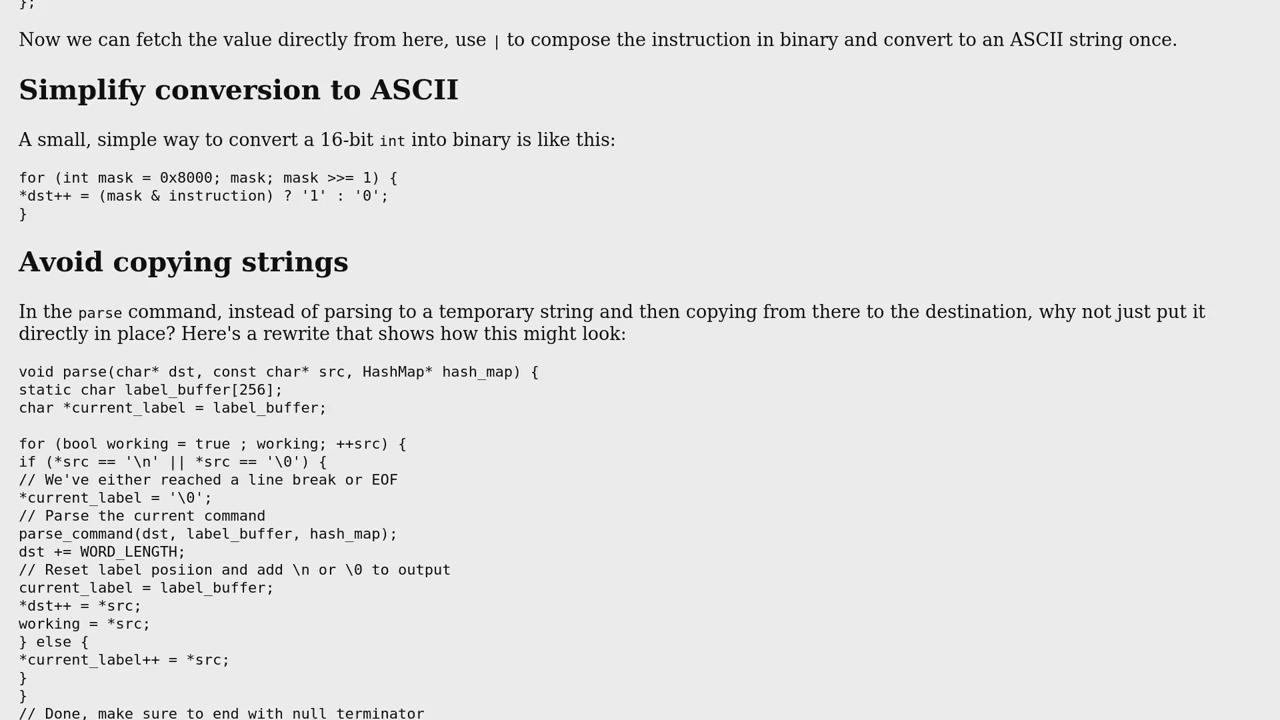 };
Now we can fetch the value directly from here, use | to compose the instruction in binary and convert to an ASCII string once.
Simplify conversion to ASCII
A small, simple way to convert a 16-bit int into binary is like this:
for (int mask = 0x8000; mask; mask >>= 1) {
*dst++ = (mask & instruction) ? '1' : '0';
}
Avoid copying strings
In the parse command, instead of parsing to a temporary string and then copying from there to the destination, why not just put it
directly in place? Here's a rewrite that shows how this might look:
void parse(char* dst, const char* src, HashMap* hash_map) {
static char label_buffer[256];
char *current_label = label_buffer;
for (bool working = true ; working; ++src) {
if (*src == '\n' || *src == '\0') {
// We've either reached a line break or EOF
*current_label = '\0';
// Parse the current command
parse_command(dst, label_buffer, hash_map);
dst += WORD_LENGTH;
// Reset label posiion and add \n or \0 to output
current_label = label_buffer;
*dst++ = *src;
working = *src;
} else {
*current_label++ = *src;
}
}
// Done, make sure to end with null terminator